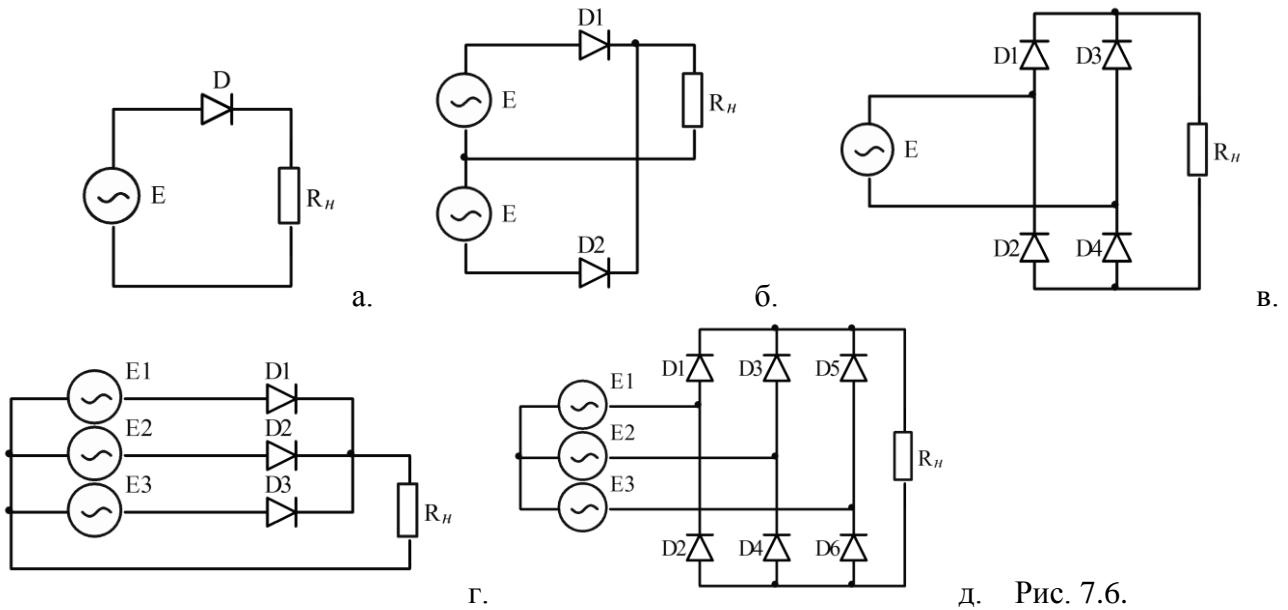 D
E
Rн
а.
D1
E
Rн
E
D2
б.
D1
D3
E
Rн
D2
D4
в.
E1
D1
E2
D2
E3
D3
Rн
г.
D1
D3
D5
E1
E2
E3
Rн
D2
D4
D6
д. Рис. 7.6.